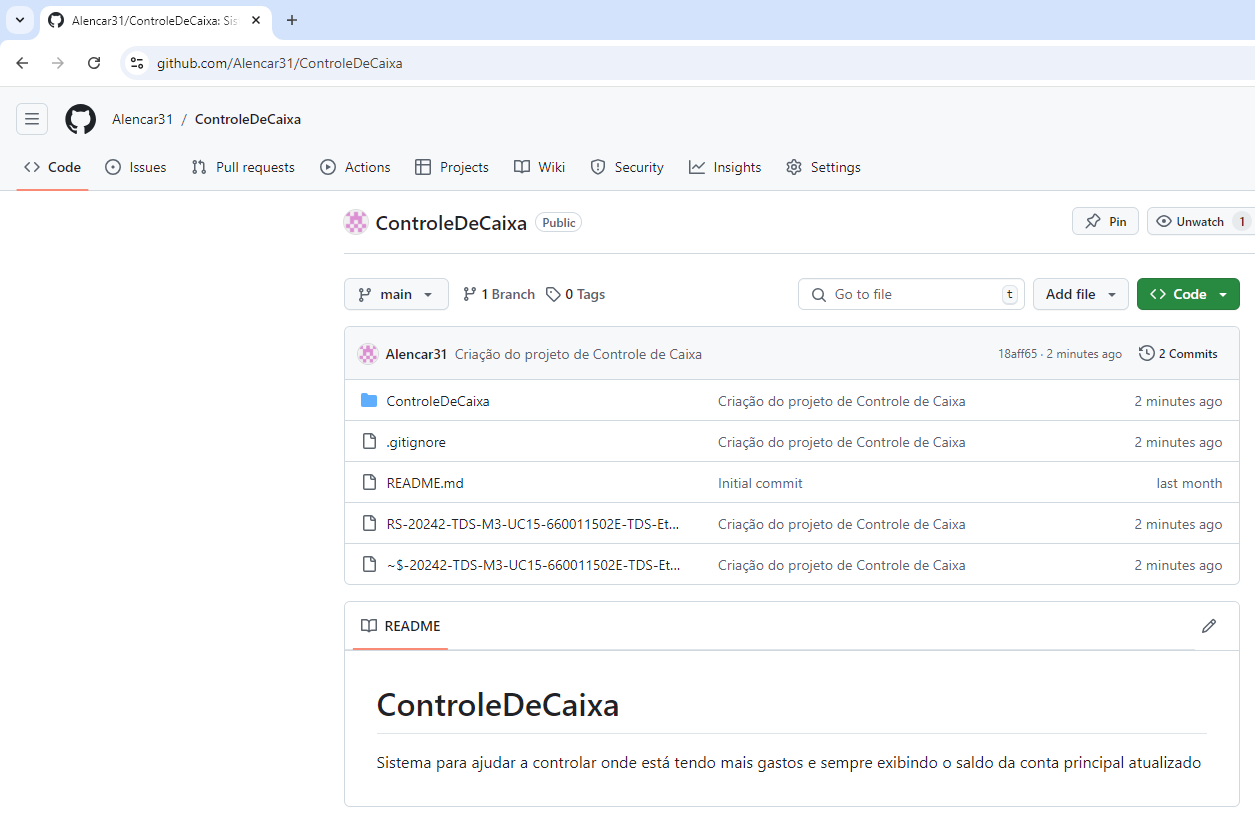 Alencar31/ControleDeCaixa: Sis
github.com/Alencar31/ControleDeCaixa
Alencar31 / ControleDeCaixa
Code Issues Pull requests Actions Projects Wiki Security Insights Settings
ControleDeCaixa Public Pin Unwatch 1
main 1 Branch 0 Tags Go to file t Add file Code
Alencar31 Criação do projeto de Controle de Caixa 18aff65 · 2 minutes ago 2 Commits
ControleDeCaixa Criação do projeto de Controle de Caixa 2 minutes ago
.gitignore Criação do projeto de Controle de Caixa 2 minutes ago
README.md Initial commit last month
RS-20242-TDS-M3-UC15-660011502E-TDS-Et... Criação do projeto de Controle de Caixa 2 minutes ago
~$-20242-TDS-M3-UC15-660011502E-TDS-Et... Criação do projeto de Controle de Caixa 2 minutes ago
README
ControleDeCaixa
Sistema para ajudar a controlar onde está tendo mais gastos e sempre exibindo o saldo da conta principal atualizado